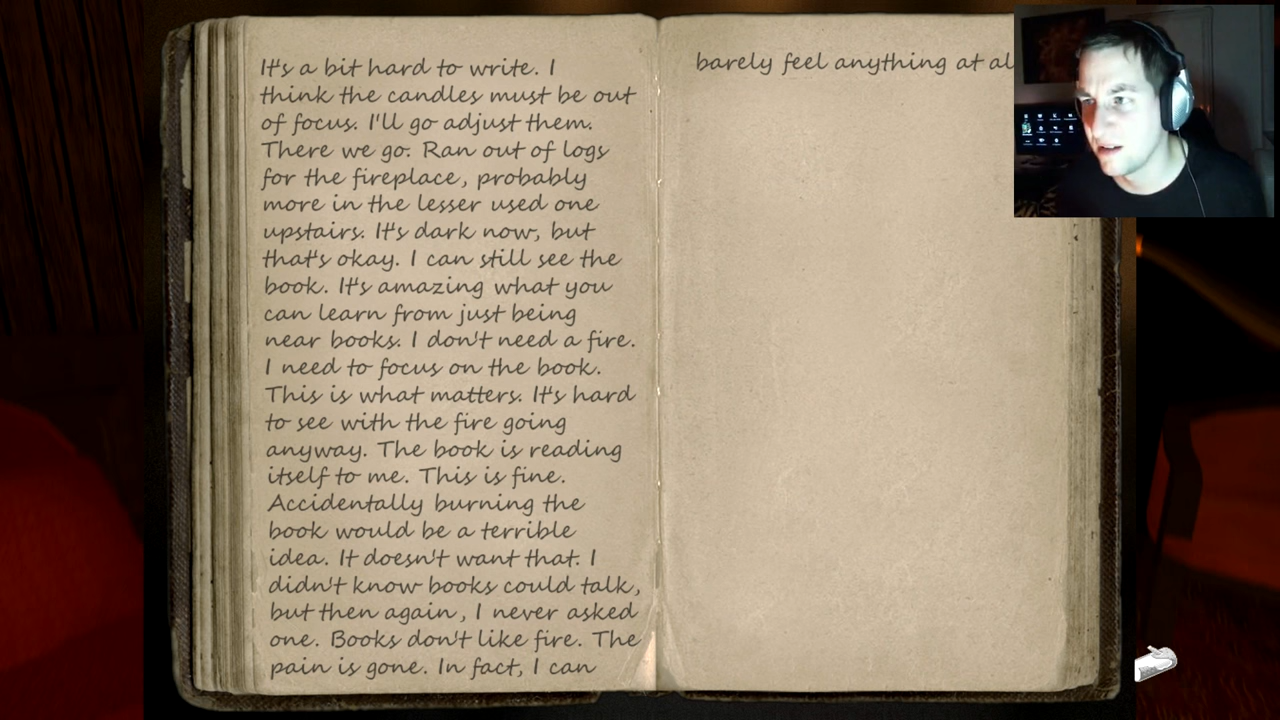 It's a bit hard to write. I
think the candles must be out
of focus. I'll go adjust them.
There we go. Ran out of logs
for the fireplace, probably
more in the lesser used one
upstairs. It's dark now, but
that's okay. I can still see the
book. It's amazing what you
can learn from just being
near books. I don't need a fire.
I need to focus on the book.
This is what matters. It's hard
to see with the fire going
anyway. The book is reading
itself to me. This is fine.
Accidentally burning the
book would be a terrible
idea. It doesn't want that. I
didn't know books could talk,
but then again, I never asked
one. Books don't like fire. The
pain is gone. In fact, I can
barely feel anything at al